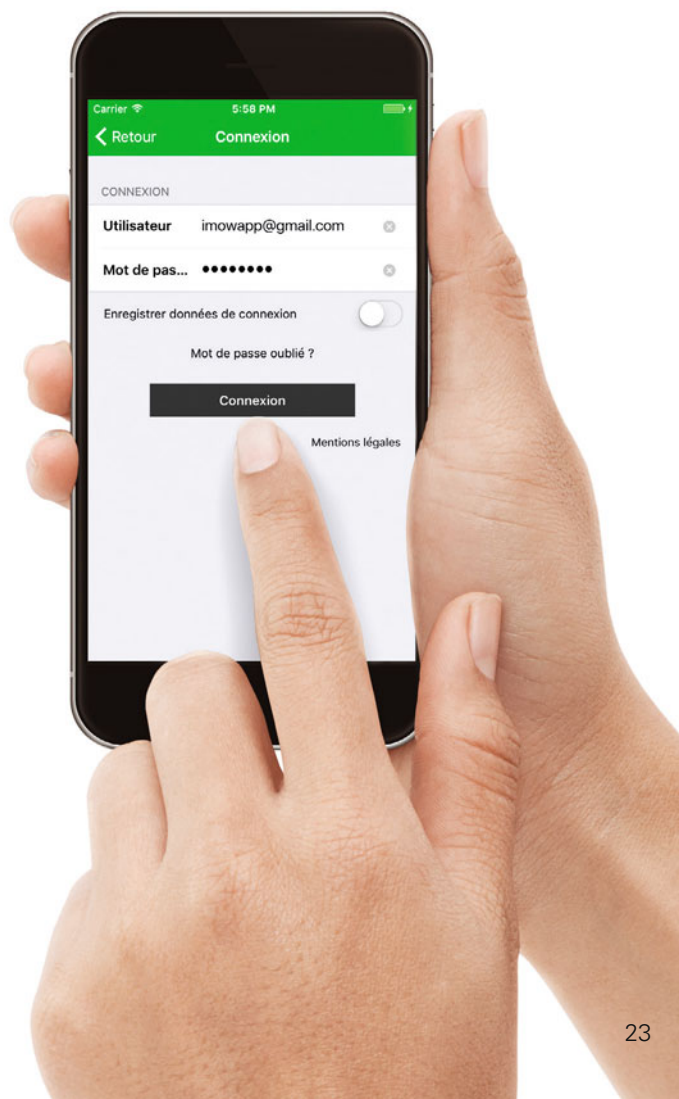 Carrier 5:58 PM
Retour Connexion
CONNEXION
Utilisateur imowapp@gmail.com
Mot de pas... ••••••••
Enregistrer données de connexion
Mot de passe oublié ?
Connexion
Mentions légales
23